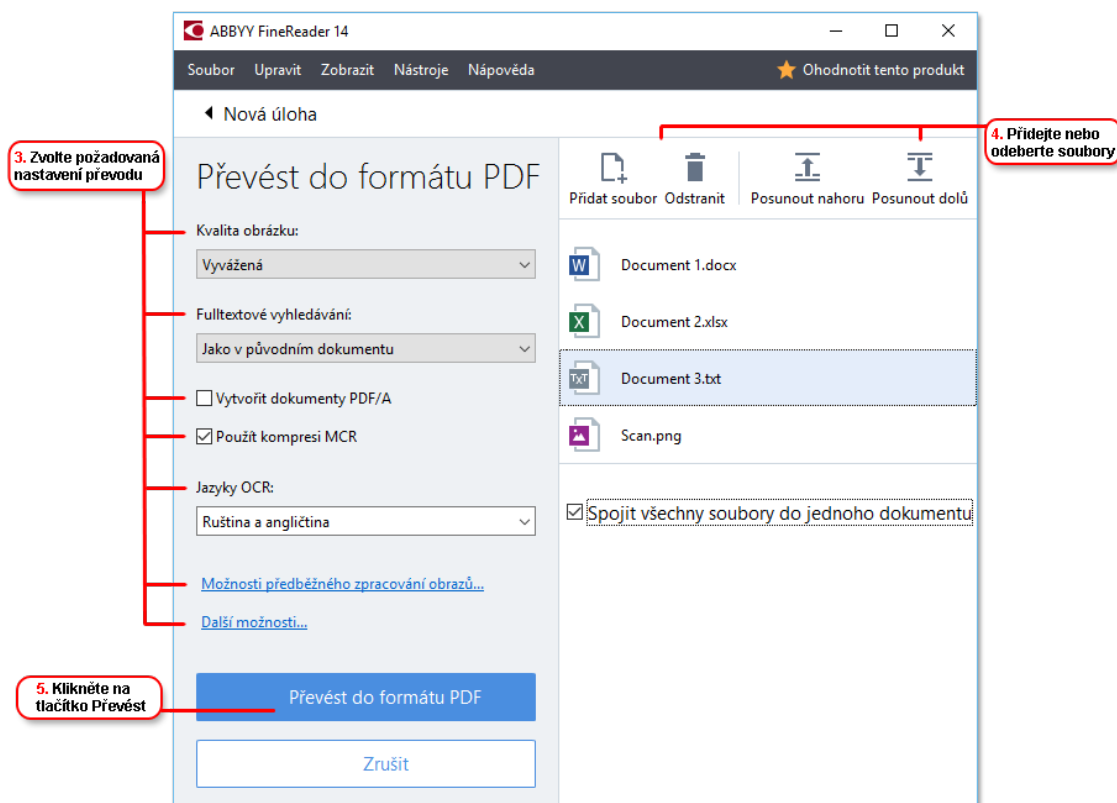 ABBYY FineReader 14
Soubor Upravit Zobrazit Nástroje Nápověda Ohodnotit tento produkt
Nová úloha
3. Zvolte požadovaná
nastavení převodu
4. Přidejte nebo
odeberte soubory
Převést do formátu PDF
Přidat soubor Odstranit Posunout nahoru Posunout dolů
Kvalita obrázku:
Vyvážená
Fulltextové vyhledávání:
Jako v původním dokumentu
Vytvořit dokumenty PDF/A
Použít kompresi MCR
Jazyky OCR:
Ruština a angličtina
Možnosti předběžného zpracování obrazů...
Další možnosti...
W Document 1.docx
X Document 2.xlsx
TXT Document 3.txt
Scan.png
Spojit všechny soubory do jednoho dokumentu
5. Klikněte na
tlačítko Převést
Převést do formátu PDF
Zrušit